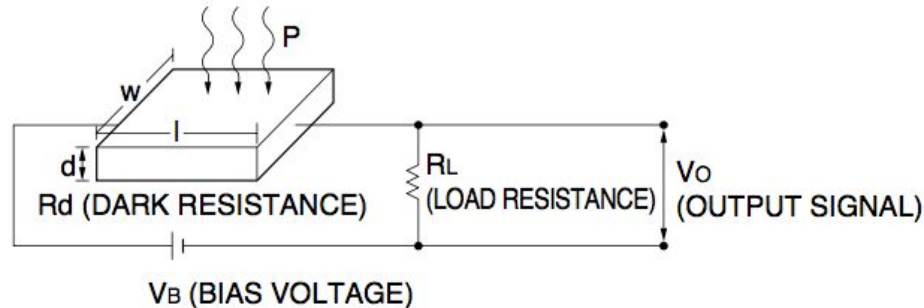 P
w
l
d
Rd (DARK RESISTANCE)
RL
(LOAD RESISTANCE)
VO
(OUTPUT SIGNAL)
VB (BIAS VOLTAGE)